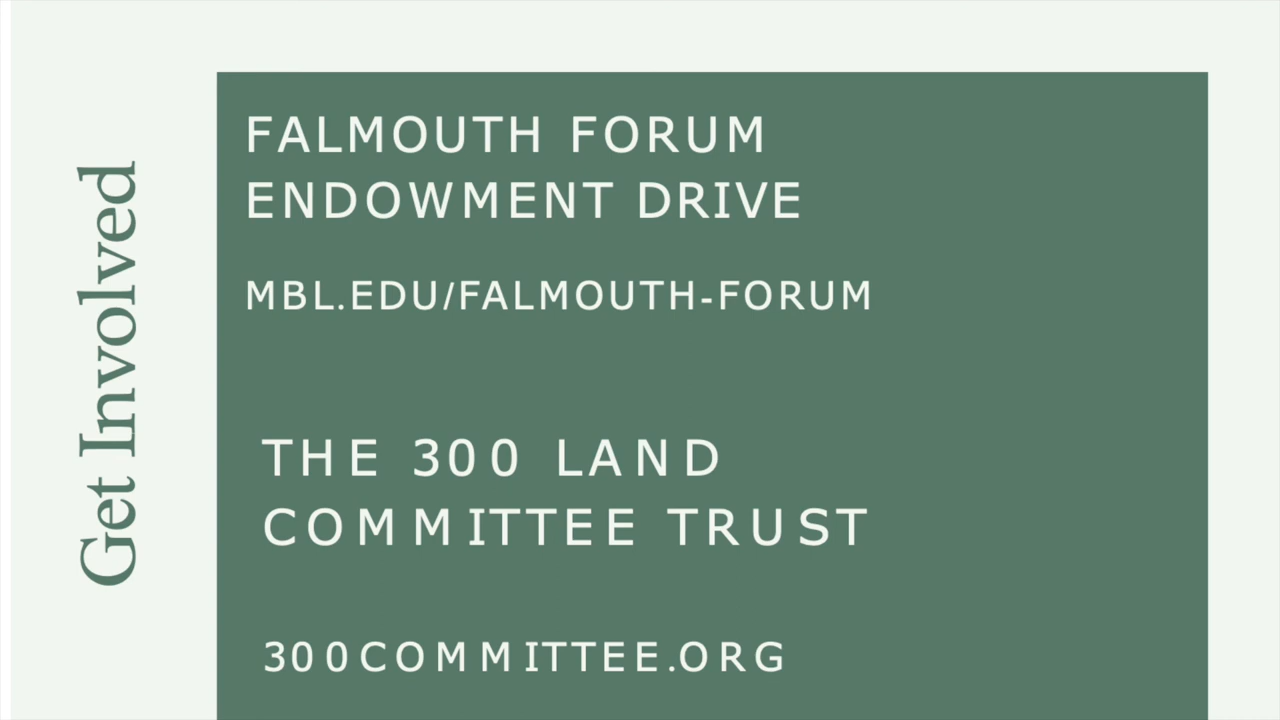 Get Involved
FALMOUTH FORUM
ENDOWMENT DRIVE
MBL.EDU/FALMOUTH-FORUM
THE 300 LAND
COMMITTEE TRUST
300COMMITTEE.ORG